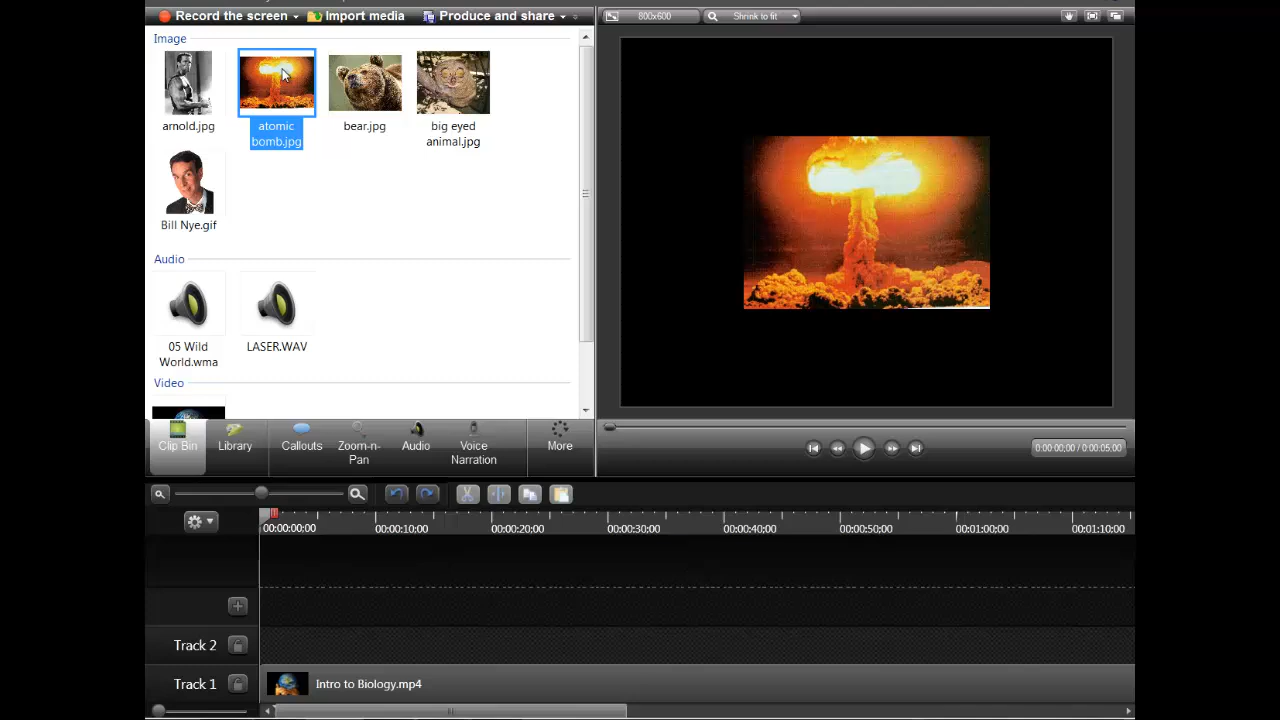 Record the screen
Import media
Produce and share
800x600
Shrink to fit
Image
arnold.jpg
atomic
bomb.jpg
bear.jpg
big eyed
animal.jpg
Bill Nye.gif
Audio
05 Wild
World.wma
LASER.WAV
Video
Clip Bin
Library
Callouts
Zoom-n-
Pan
Audio
Voice
Narration
More
0:00:00;00 / 0:00:05;00
00:00:00;00
00:00:10;00
00:00:20;00
00:00:30;00
00:00:40;00
00:00:50;00
00:01:00;00
00:01:10;00
Track 2
Track 1
Intro to Biology.mp4